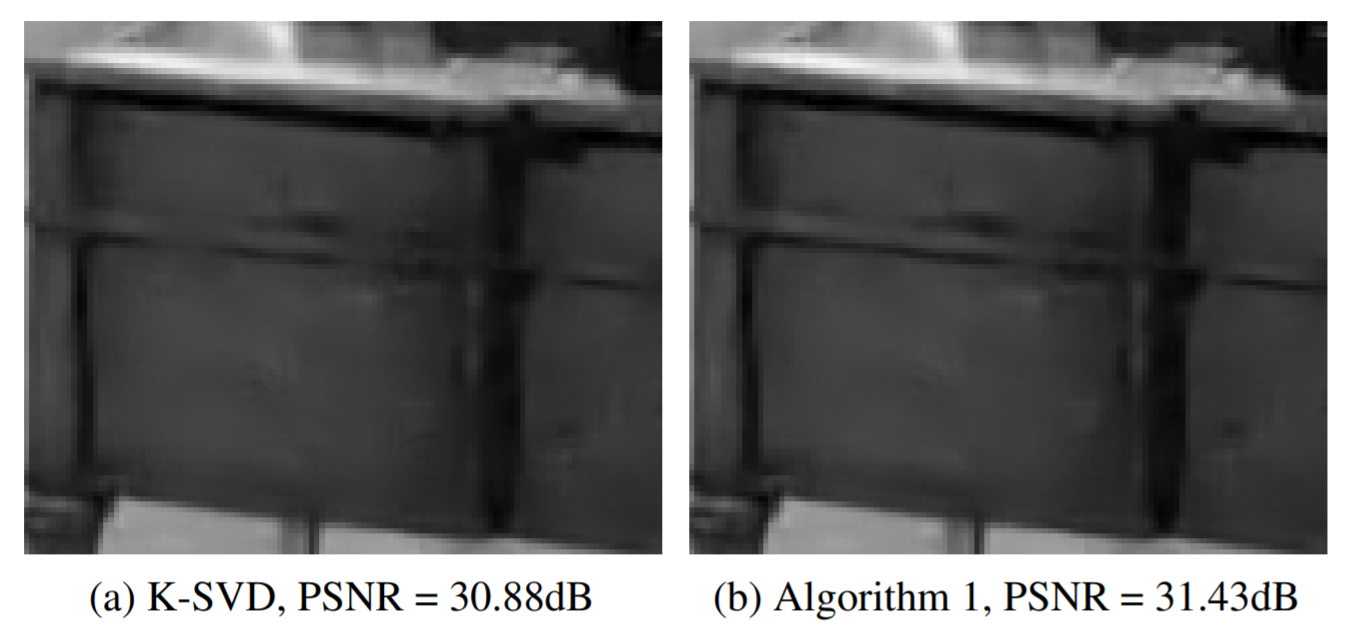 (a) K-SVD, PSNR = 30.88dB
(b) Algorithm 1, PSNR = 31.43dB